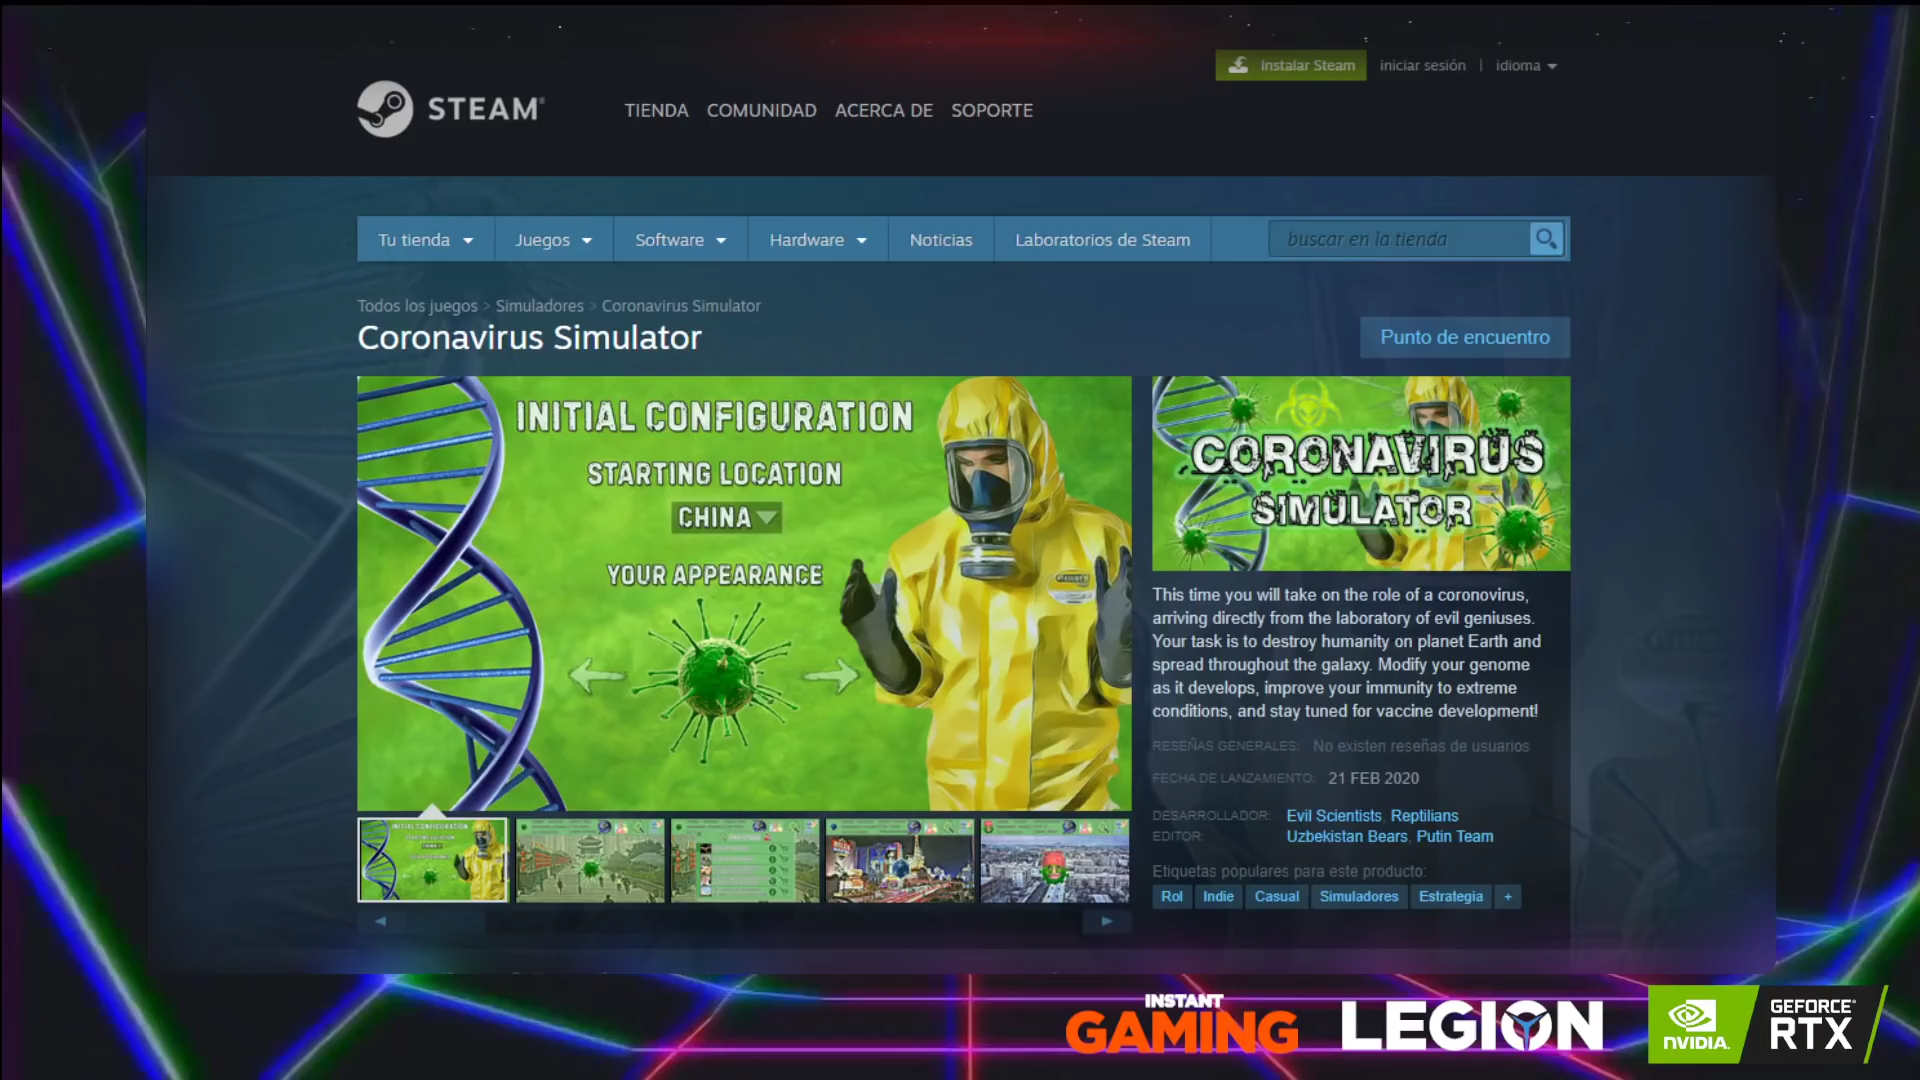 Instalar Steam
iniciar sesión | idioma
STEAM®
TIENDA COMUNIDAD ACERCA DE SOPORTE
Tu tienda Juegos Software Hardware Noticias Laboratorios de Steam buscar en la tienda
Todos los juegos > Simuladores > Coronavirus Simulator
Coronavirus Simulator
Punto de encuentro
INITIAL CONFIGURATION
STARTING LOCATION
CHINA
YOUR APPEARANCE
CORONAVIRUS
SIMULATOR
This time you will take on the role of a coronovirus,
arriving directly from the laboratory of evil geniuses.
Your task is to destroy humanity on planet Earth and
spread throughout the galaxy. Modify your genome
as it develops, improve your immunity to extreme
conditions, and stay tuned for vaccine development!
RESEÑAS GENERALES: No existen reseñas de usuarios
FECHA DE LANZAMIENTO: 21 FEB 2020
DESARROLLADOR: Evil Scientists, Reptilians
EDITOR: Uzbekistan Bears, Putin Team
Etiquetas populares para este producto:
Rol Indie Casual Simuladores Estrategia +
INITIAL CONFIGURATION
INSTANT
GAMING
LEGION
NVIDIA.
GEFORCE®
RTX